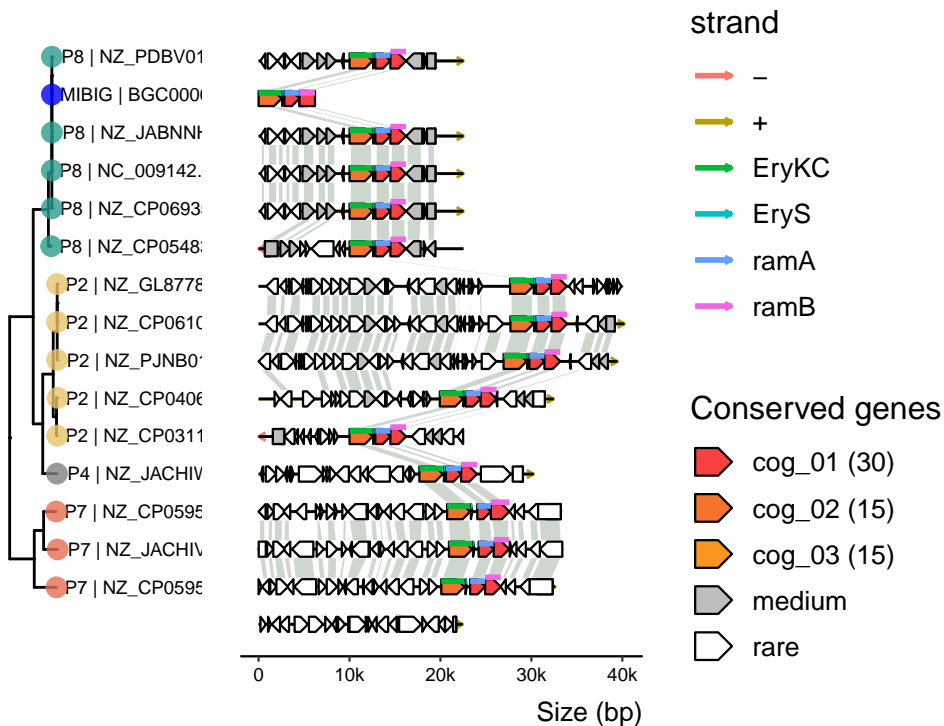 P8 | NZ_PDBV01
MIBIG | BGC000
P8 | NZ_JABNNH
P8 | NC_009142.
P8 | NZ_CP0693
P8 | NZ_CP0548
P2 | NZ_GL8778
P2 | NZ_CP0610
P2 | NZ_PJNB01
P2 | NZ_CP0406
P2 | NZ_CP0311
P4 | NZ_JACHIV
P7 | NZ_CP0595
P7 | NZ_JACHIV
P7 | NZ_CP0595
0 10k 20k 30k 40k
Size (bp)
strand
–
+
EryKC
EryS
ramA
ramB
Conserved genes
cog_01 (30)
cog_02 (15)
cog_03 (15)
medium
rare